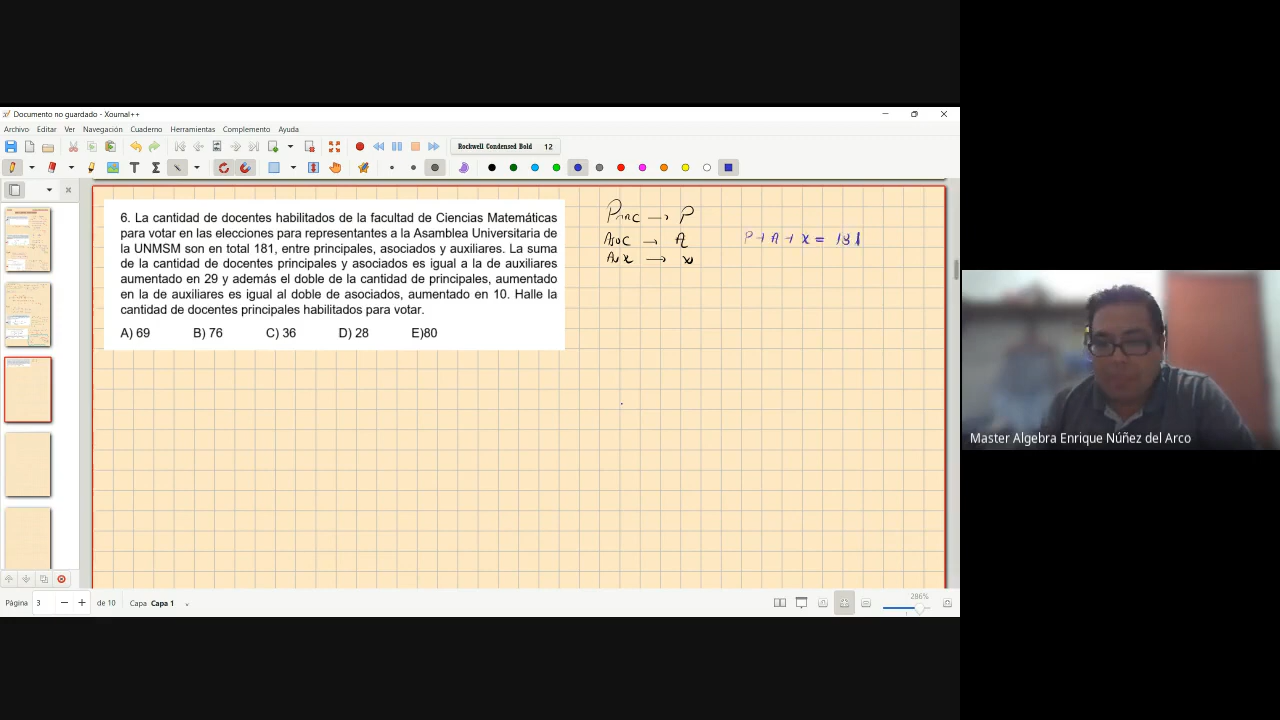 Documento no guardado - Xournal++
Archivo Editar Ver Navegación Cuaderno Herramientas Complemento Ayuda
Rockwell Condensed Bold 12
6. La cantidad de docentes habilitados de la facultad de Ciencias Matemáticas
para votar en las elecciones para representantes a la Asamblea Universitaria de
la UNMSM son en total 181, entre principales, asociados y auxiliares. La suma
de la cantidad de docentes principales y asociados es igual a la de auxiliares
aumentado en 29 y además el doble de la cantidad de principales, aumentado
en la de auxiliares es igual al doble de asociados, aumentado en 10. Halle la
cantidad de docentes principales habilitados para votar.
A) 69 B) 76 C) 36 D) 28 E)80
Princ → P
Asoc → A
Aux → x
P + A + x = 181
Master Algebra Enrique Núñez del Arco
Página 3 de 10 Capa Capa 1
286%